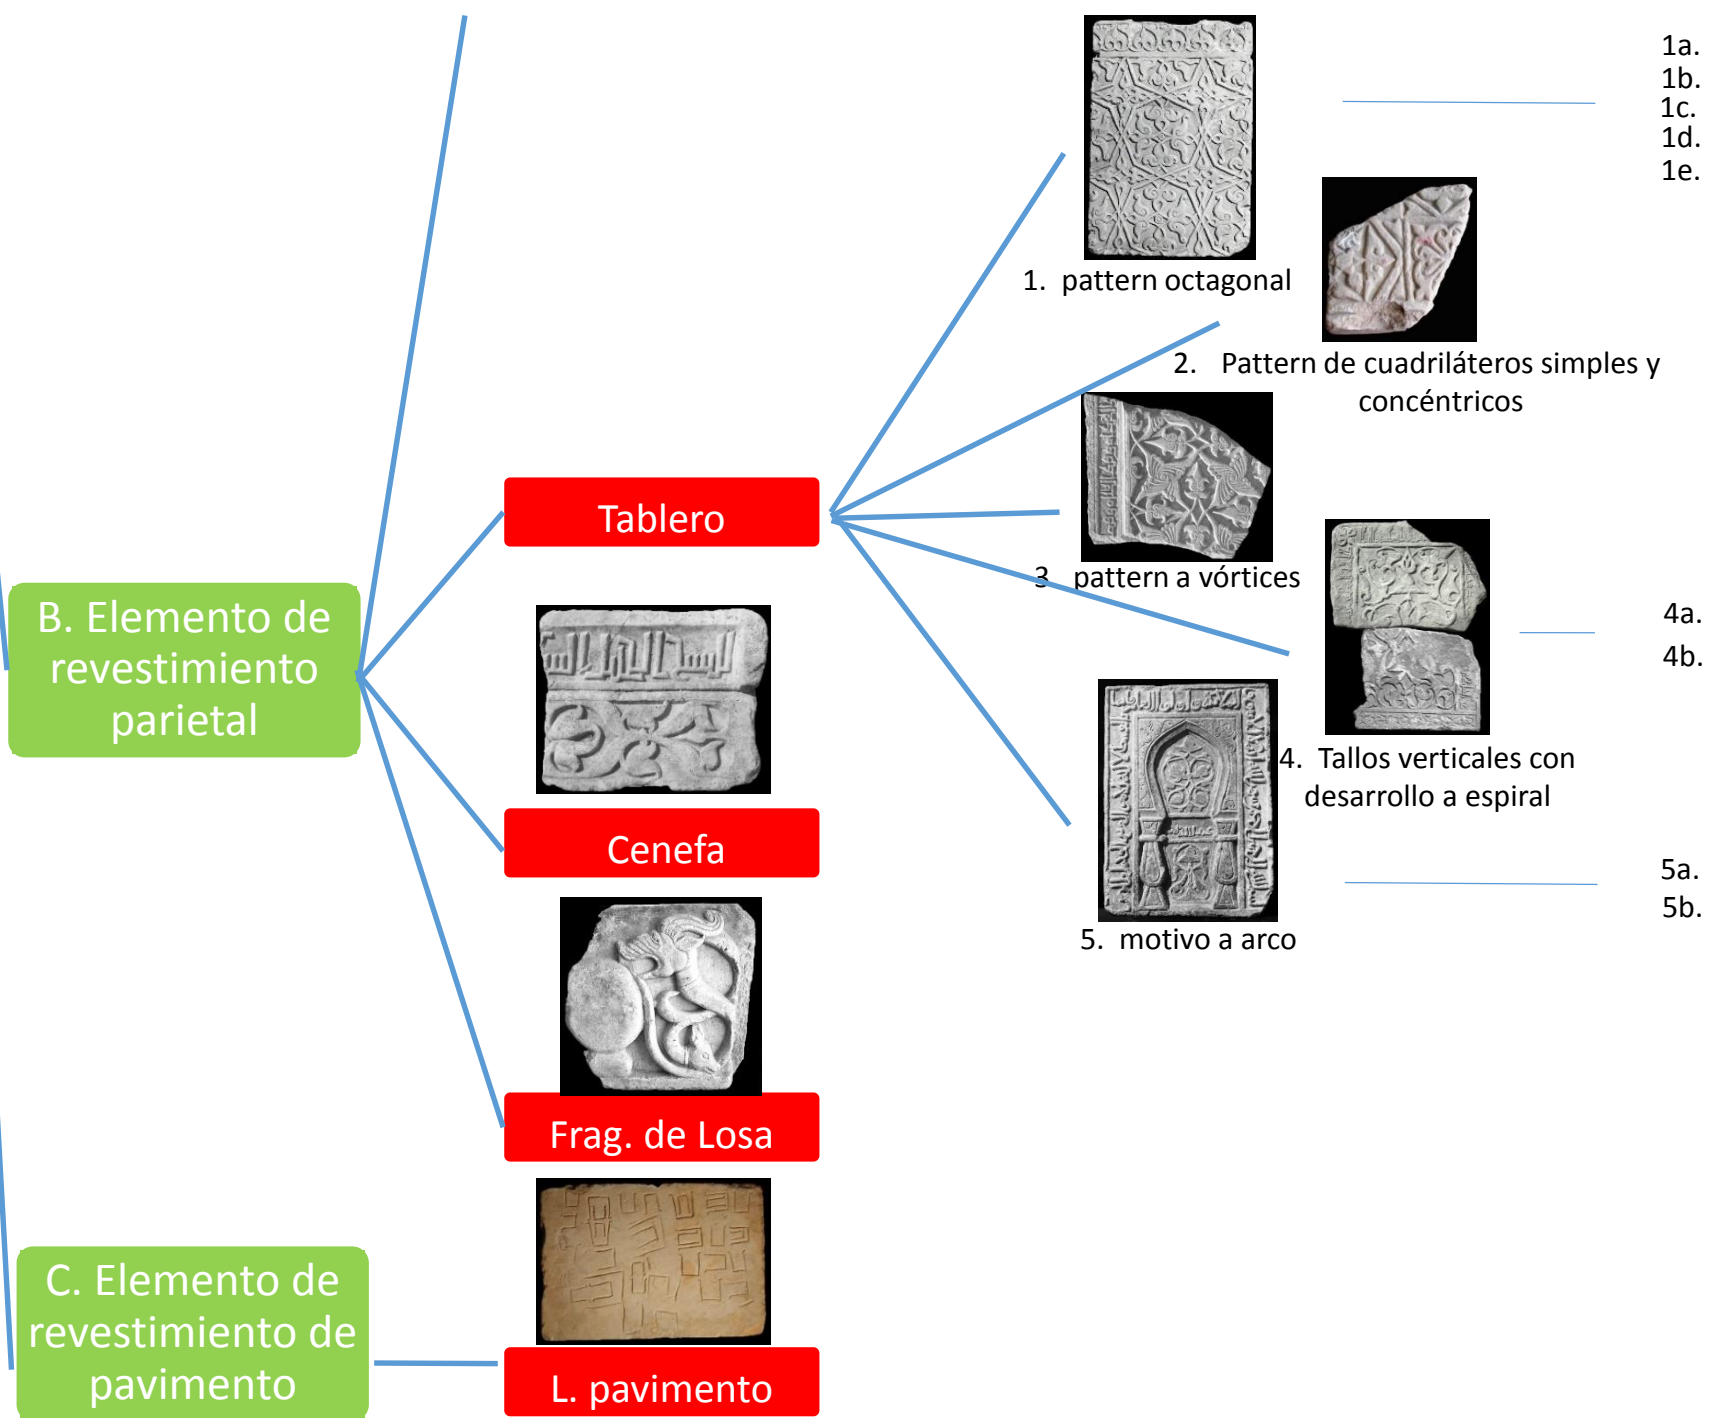 B. Elemento de
revestimiento
parietal
Tablero
Cenefa
Frag. de Losa
1. pattern octagonal
1a.
1b.
1c.
1d.
1e.
2. Pattern de cuadriláteros simples y
concéntricos
3. pattern a vórtices
4. Tallos verticales con
desarrollo a espiral
4a.
4b.
5. motivo a arco
5a.
5b.
C. Elemento de
revestimiento de
pavimento
L. pavimento